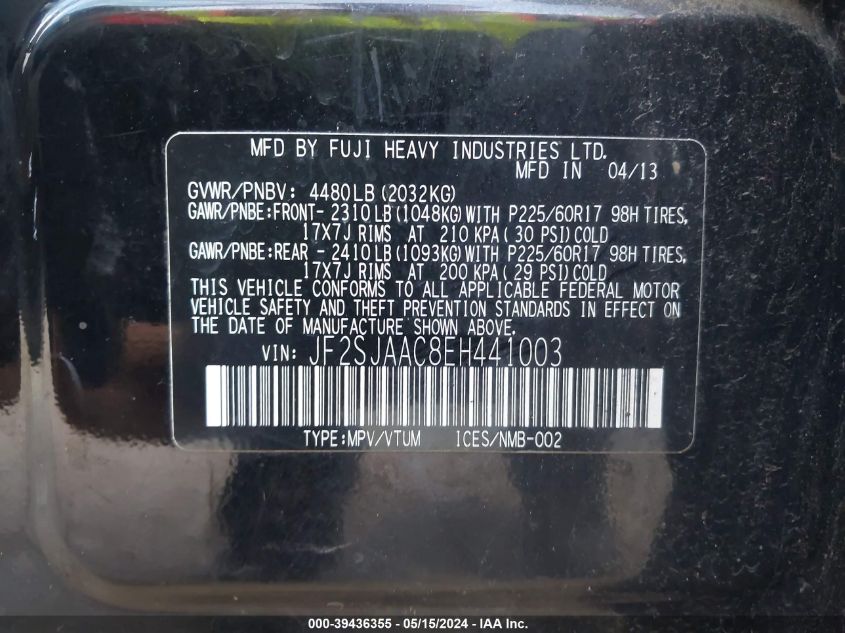 MFD BY FUJI HEAVY INDUSTRIES LTD.
MFD IN 04/13
GVWR/PNBV: 4480LB(2032KG)
GAWR/PNBE:FRONT- 2310LB(1048KG)WITH P225/60R17 98H TIRES,
17X7J RIMS AT 210 KPA( 30 PSI)COLD
GAWR/PNBE:REAR - 2410LB(1093KG)WITH P225/60R17 98H TIRES,
17X7J RIMS AT 200 KPA( 29 PSI)COLD
THIS VEHICLE CONFORMS TO ALL APPLICABLE FEDERAL MOTOR
VEHICLE SAFETY AND THEFT PREVENTION STANDARDS IN EFFECT ON
THE DATE OF MANUFACTURE SHOWN ABOVE.
VIN: JF2SJAAC8EH441003
TYPE:MPV/VTUM ICES/NMB-002
000-39436355 - 05/15/2024 - IAA Inc.